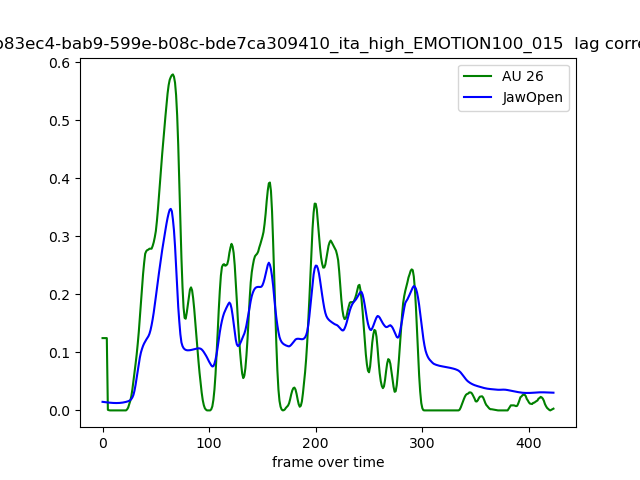 b83ec4-bab9-599e-b08c-bde7ca309410_ita_high_EMOTION100_015 lag corre
0.6
AU 26
JawOpen
0.5
0.4
0.3
0.2
0.1
0.0
0 100 200 300 400
frame over time